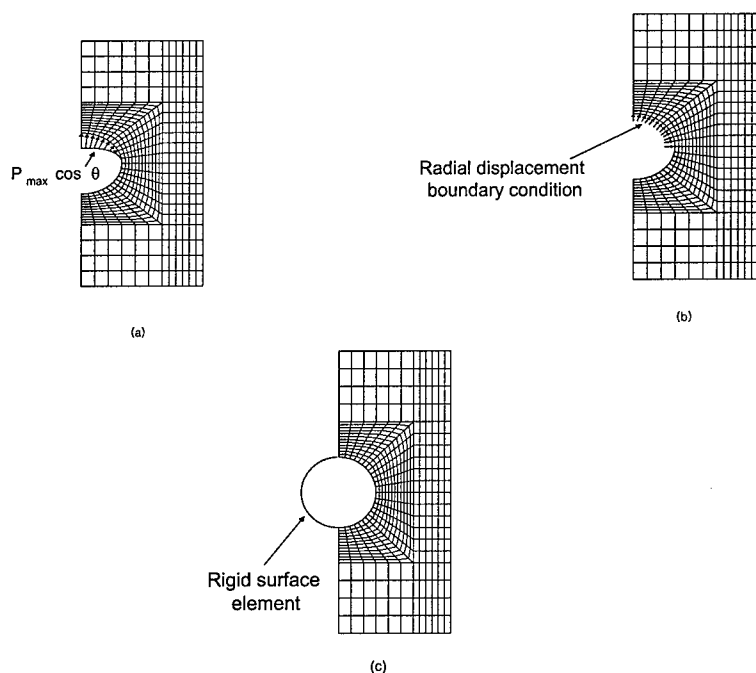 P max cos θ
(a)
Radial displacement
boundary condition
(b)
Rigid surface
element
(c)